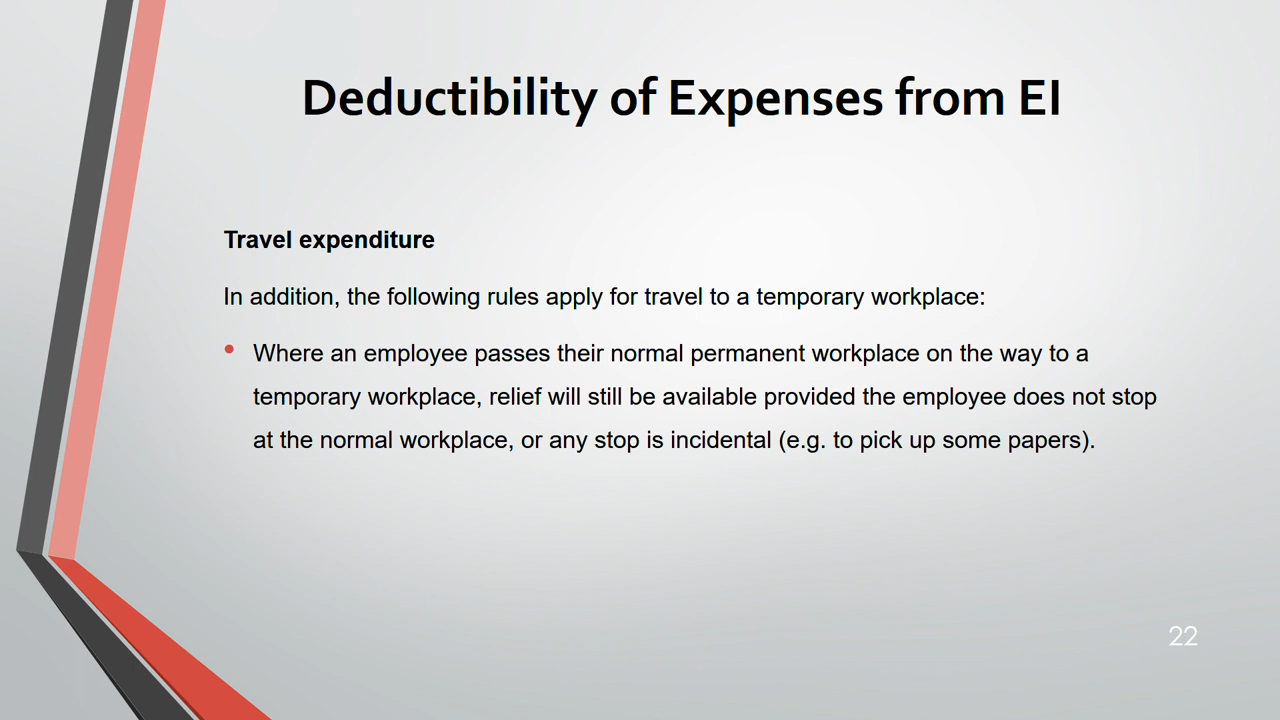 Deductibility of Expenses from EI
Travel expenditure
In addition, the following rules apply for travel to a temporary workplace:
• Where an employee passes their normal permanent workplace on the way to a
temporary workplace, relief will still be available provided the employee does not stop
at the normal workplace, or any stop is incidental (e.g. to pick up some papers).
22